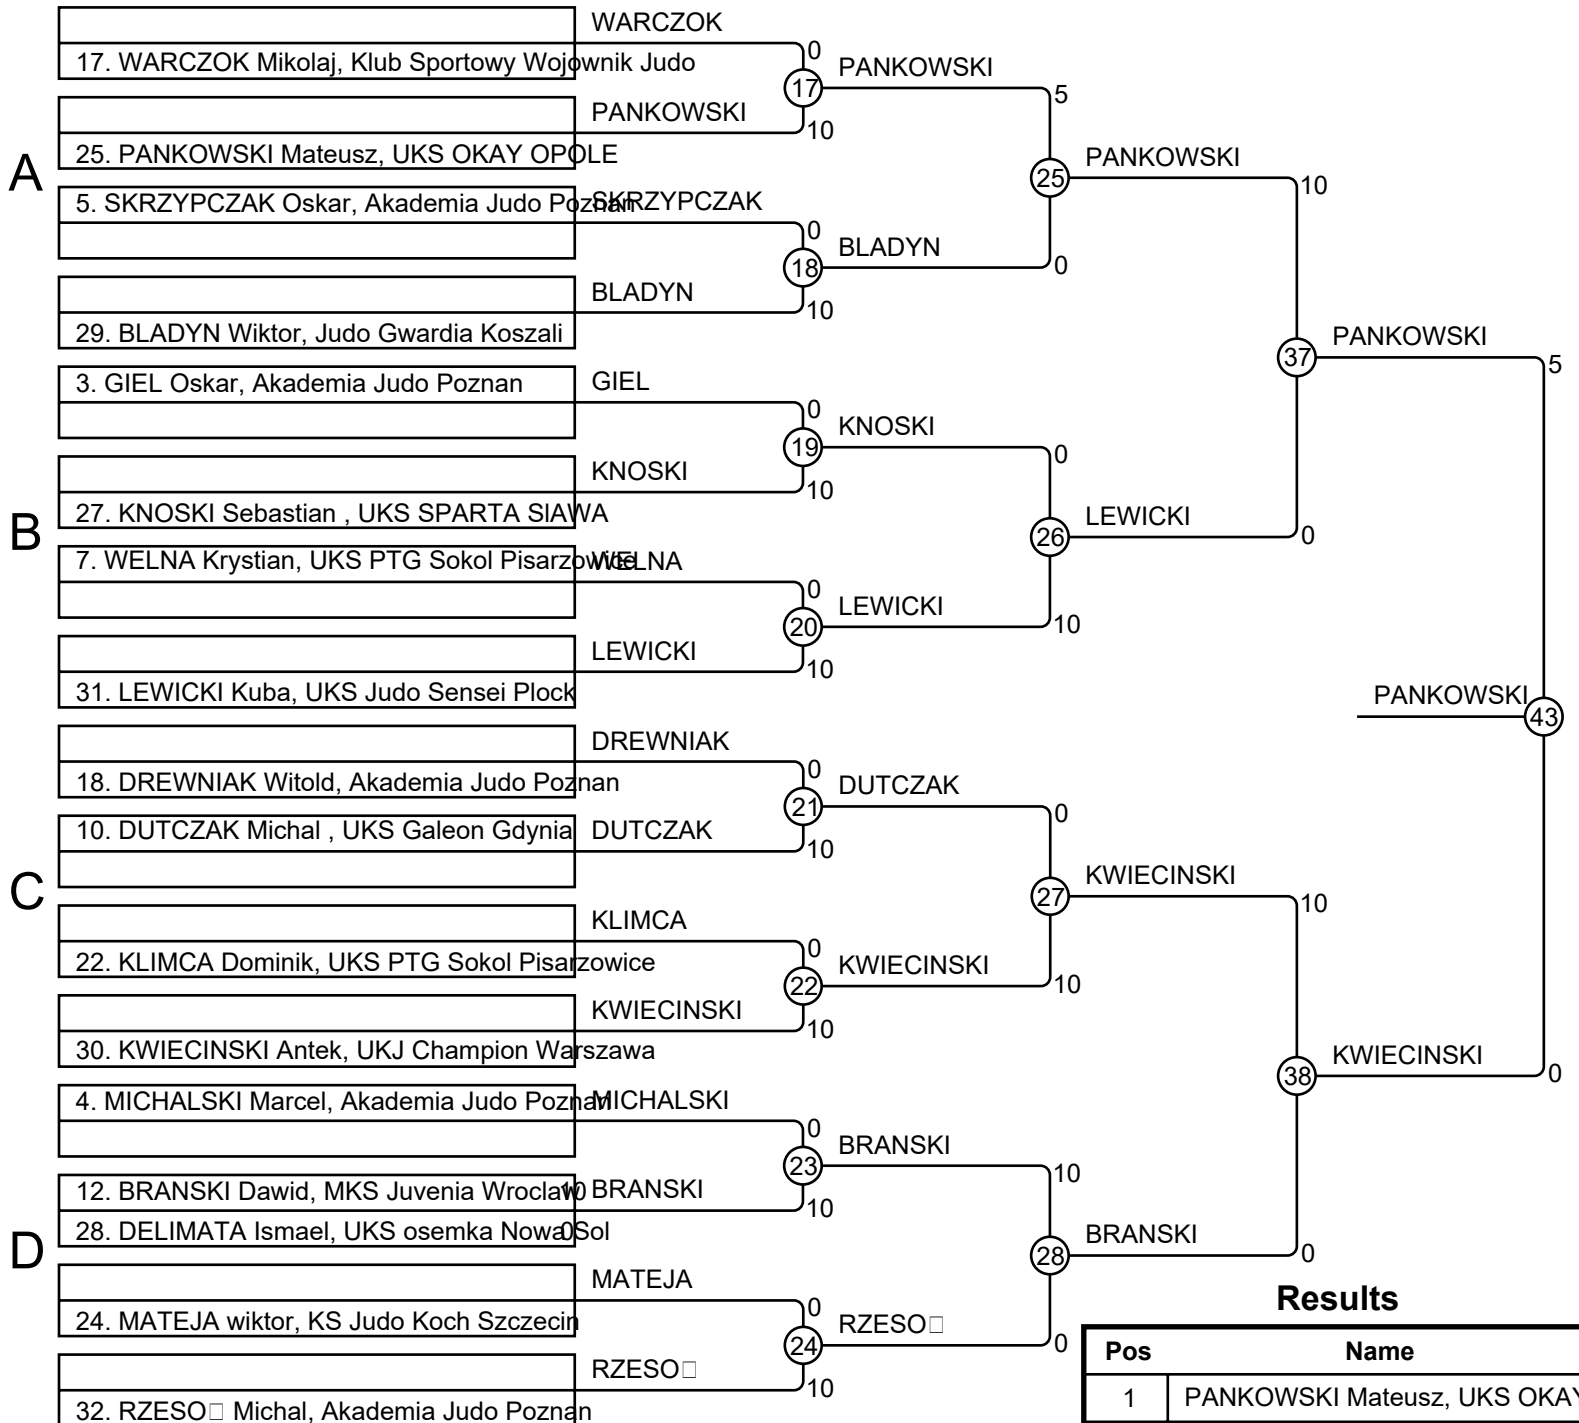 WARCZOK
17. WARCZOK Mikolaj, Klub Sportowy Wojownik Judo
0
17
PANKOWSKI
PANKOWSKI
10
5
25. PANKOWSKI Mateusz, UKS OKAY OPOLE
A
25
PANKOWSKI
10
5. SKRZYPCZAK Oskar, Akademia Judo Poznan
SKRZYPCZAK
0
18
BLADYN
0
BLADYN
10
29. BLADYN Wiktor, Judo Gwardia Koszali
37
PANKOWSKI
5
3. GIEL Oskar, Akademia Judo Poznan
GIEL
0
19
KNOSKI
0
KNOSKI
10
27. KNOSKI Sebastian , UKS SPARTA SlAWA
B
26
LEWICKI
0
7. WELNA Krystian, UKS PTG Sokol Pisarzowice
WELNA
0
20
LEWICKI
10
LEWICKI
10
31. LEWICKI Kuba, UKS Judo Sensei Plock
PANKOWSKI
43
DREWNIAK
18. DREWNIAK Witold, Akademia Judo Poznan
0
21
DUTCZAK
0
10. DUTCZAK Michal , UKS Galeon Gdynia
DUTCZAK
10
C
27
KWIECINSKI
10
KLIMCA
22. KLIMCA Dominik, UKS PTG Sokol Pisarzowice
0
22
KWIECINSKI
10
KWIECINSKI
10
30. KWIECINSKI Antek, UKJ Champion Warszawa
38
KWIECINSKI
0
4. MICHALSKI Marcel, Akademia Judo Poznan
MICHALSKI
0
23
BRANSKI
10
12. BRANSKI Dawid, MKS Juvenia Wroclaw
10
BRANSKI
10
28. DELIMATA Ismael, UKS osemka Nowa Sol
0
D
28
BRANSKI
0
MATEJA
24. MATEJA wiktor, KS Judo Koch Szczecin
0
24
RZESO□
0
RZESO□
10
32. RZESO□ Michal, Akademia Judo Poznan
Results
Pos Name
1 PANKOWSKI Mateusz, UKS OKAY